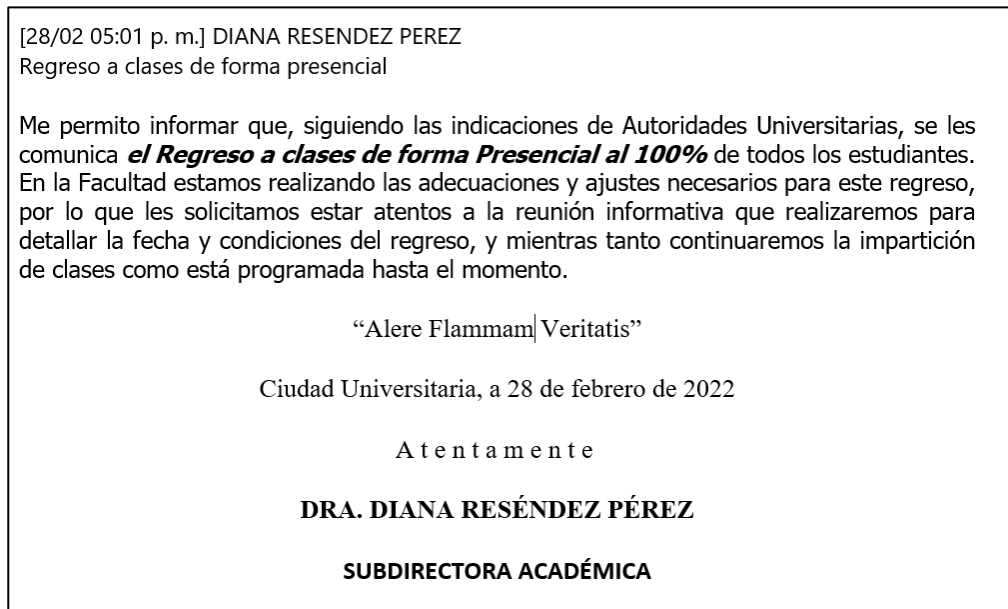 [28/02 05:01 p. m.] DIANA RESENDEZ PEREZ
Regreso a clases de forma presencial
Me permito informar que, siguiendo las indicaciones de Autoridades Universitarias, se les
comunica el Regreso a clases de forma Presencial al 100% de todos los estudiantes.
En la Facultad estamos realizando las adecuaciones y ajustes necesarios para este regreso,
por lo que les solicitamos estar atentos a la reunión informativa que realizaremos para
detallar la fecha y condiciones del regreso, y mientras tanto continuaremos la impartición
de clases como está programada hasta el momento.
“Alere Flammam Veritatis”
Ciudad Universitaria, a 28 de febrero de 2022
A t e n t a m e n t e
DRA. DIANA RESÉNDEZ PÉREZ
SUBDIRECTORA ACADÉMICA